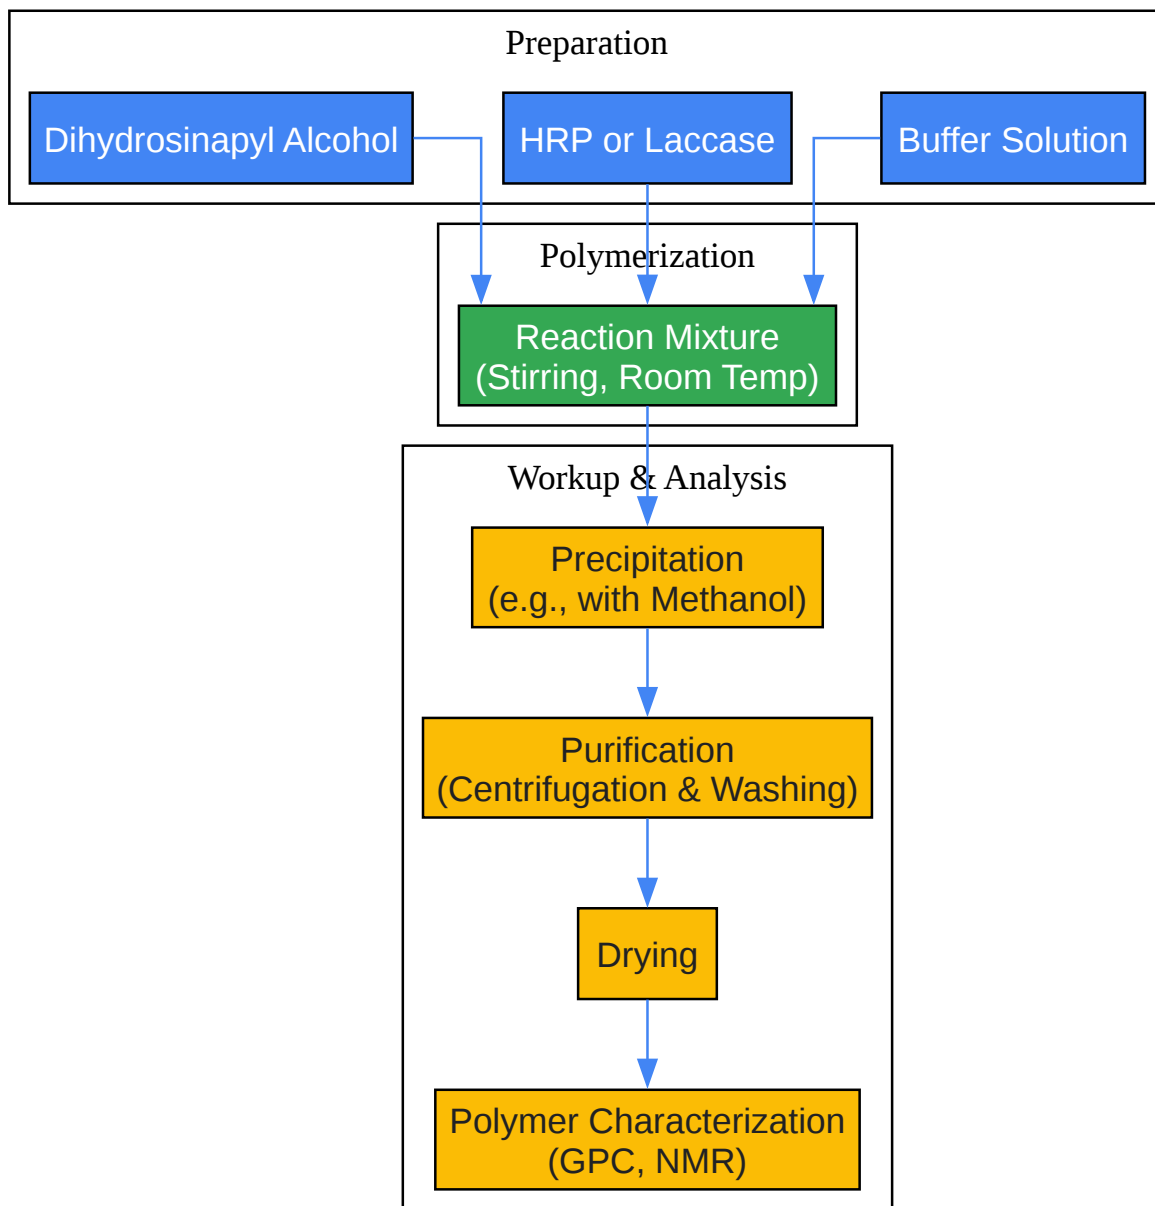 Preparation
Dihydrosinapyl Alcohol
HRP or Laccase
Buffer Solution
Polymerization
Reaction Mixture
(Stirring, Room Temp)
Workup & Analysis
Precipitation
(e.g., with Methanol)
Purification
(Centrifugation & Washing)
Drying
Polymer Characterization
(GPC, NMR)